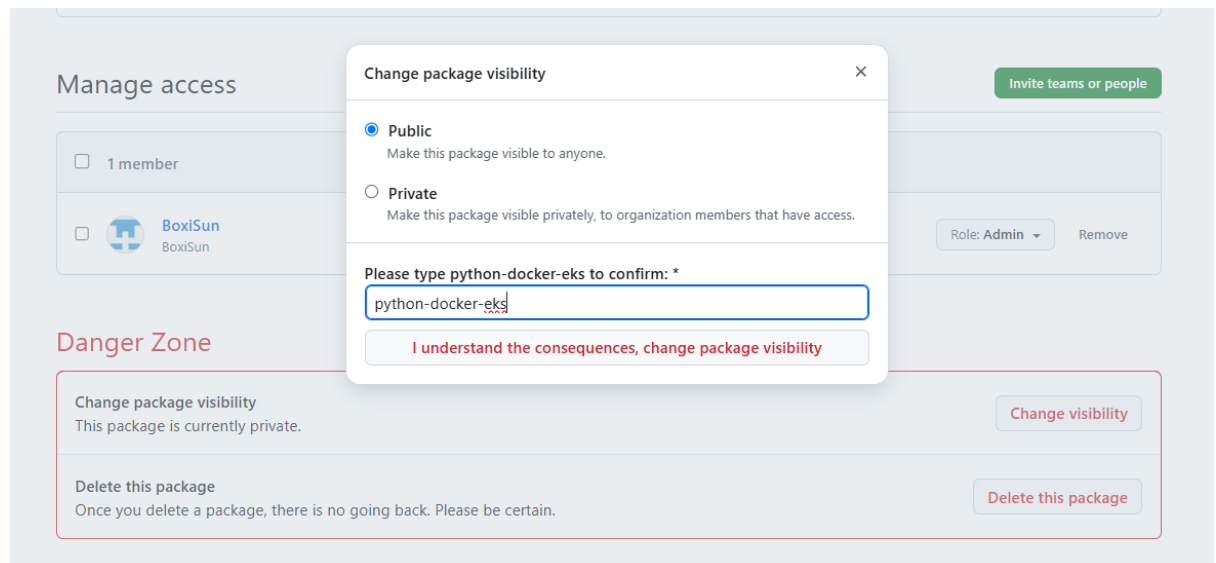 Manage access
Invite teams or people
1 member
BoxiSun
BoxiSun
Role: Admin
Remove
Change package visibility
Public
Make this package visible to anyone.
Private
Make this package visible privately, to organization members that have access.
Please type python-docker-eks to confirm: *
python-docker-eks
I understand the consequences, change package visibility
Danger Zone
Change package visibility
This package is currently private.
Change visibility
Delete this package
Once you delete a package, there is no going back. Please be certain.
Delete this package